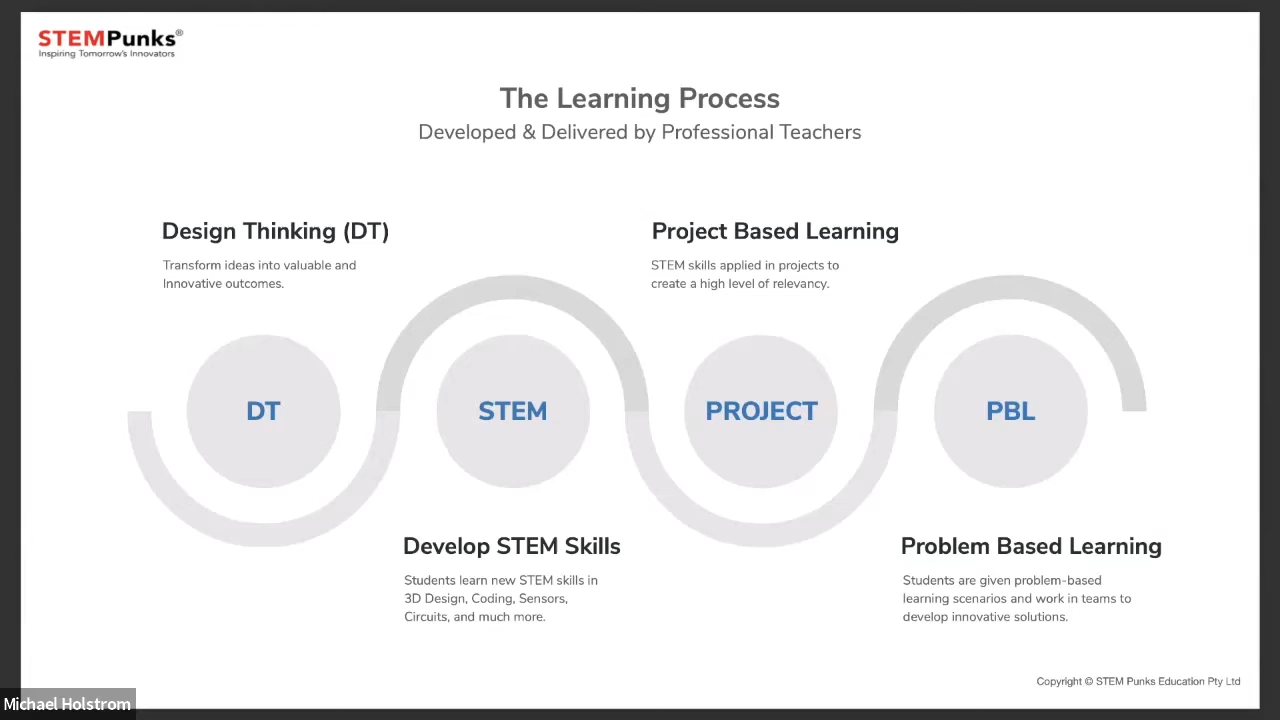 STEMPunks®
Inspiring Tomorrow's Innovators
The Learning Process
Developed & Delivered by Professional Teachers
Design Thinking (DT)
Transform ideas into valuable and
Innovative outcomes.
Project Based Learning
STEM skills applied in projects to
create a high level of relevancy.
DT
STEM
PROJECT
PBL
Develop STEM Skills
Students learn new STEM skills in
3D Design, Coding, Sensors,
Circuits, and much more.
Problem Based Learning
Students are given problem-based
learning scenarios and work in teams to
develop innovative solutions.
Copyright © STEM Punks Education Pty Ltd
Michael Holstrom